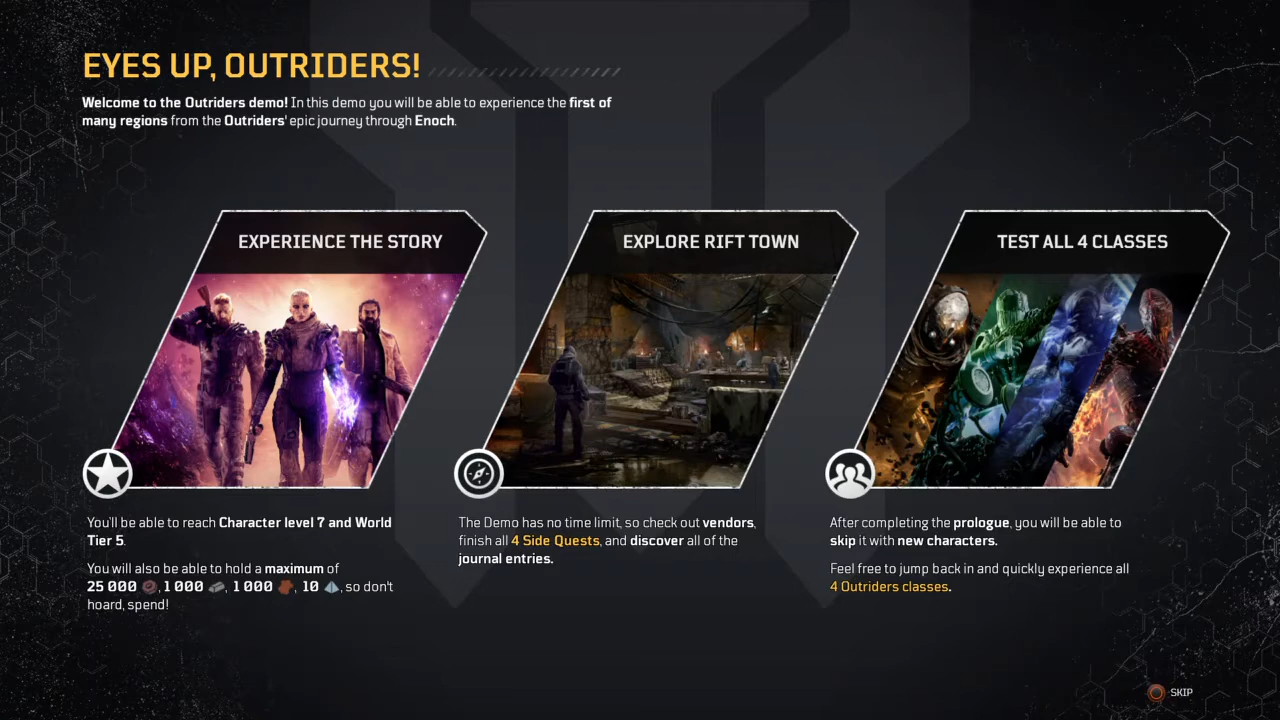 EYES UP, OUTRIDERS!
Welcome to the Outriders demo! In this demo you will be able to experience the first of
many regions from the Outriders' epic journey through Enoch.
EXPERIENCE THE STORY
You'll be able to reach Character level 7 and World
Tier 5.
You will also be able to hold a maximum of
25 000 , 1 000 , 1 000 , 10 , so don't
hoard, spend!
EXPLORE RIFT TOWN
The Demo has no time limit, so check out vendors,
finish all 4 Side Quests, and discover all of the
journal entries.
TEST ALL 4 CLASSES
After completing the prologue, you will be able to
skip it with new characters.
Feel free to jump back in and quickly experience all
4 Outriders classes.
SKIP